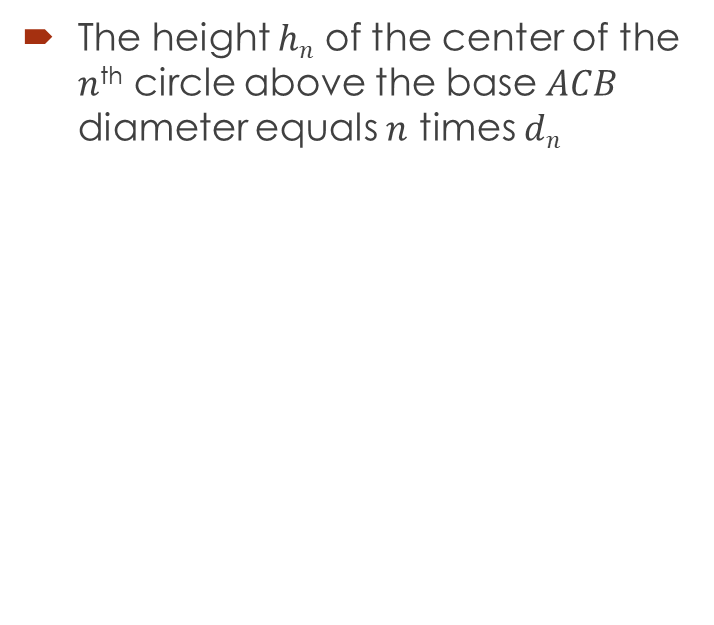 The height hₙ of the center of the
nᵗʰ circle above the base ACB
diameter equals n times dₙ